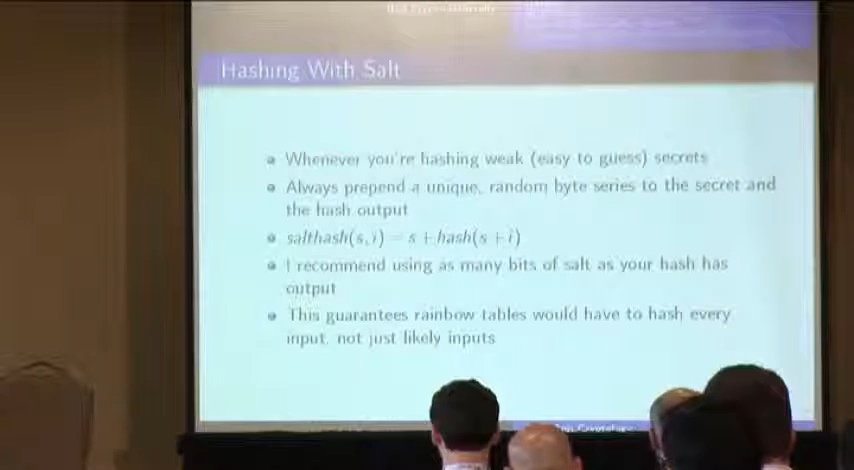 Hashing With Salt
Whenever you're hashing weak (easy to guess) secrets
Always prepend a unique, random byte series to the secret and
the hash output
salthash(s, i) = s + hash(s + i)
I recommend using as many bits of salt as your hash has
output
This guarantees rainbow tables would have to hash every
input, not just likely inputs